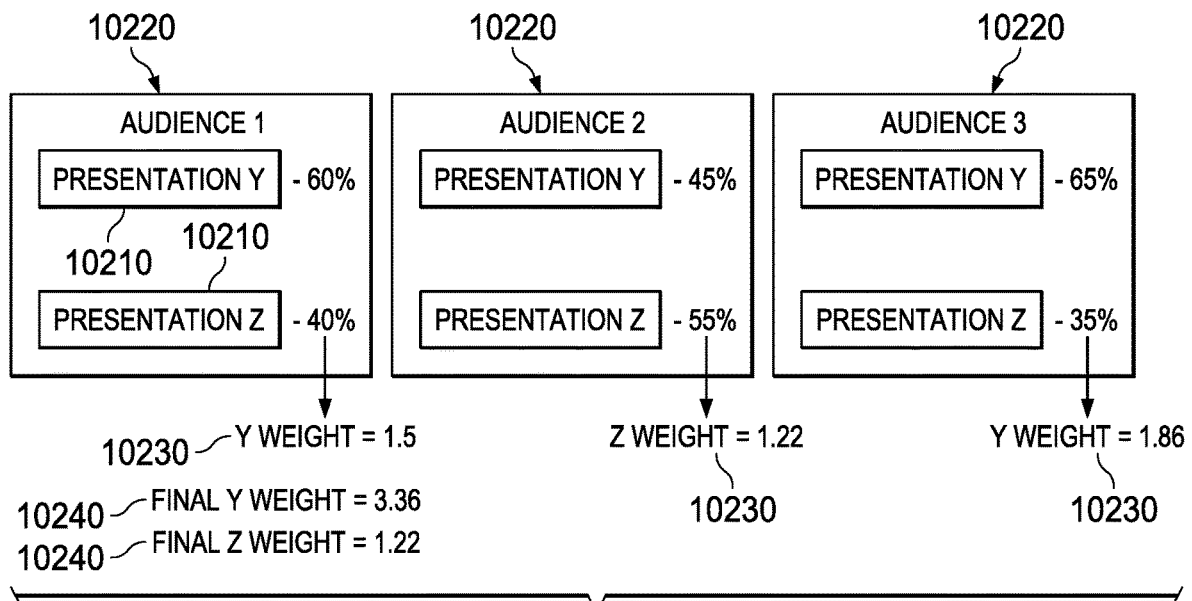 10220
10220
10220
AUDIENCE 1
PRESENTATION Y - 60%
10210
10210
PRESENTATION Z - 40%
AUDIENCE 2
PRESENTATION Y - 45%
PRESENTATION Z - 55%
AUDIENCE 3
PRESENTATION Y - 65%
PRESENTATION Z - 35%
10230 Y WEIGHT = 1.5
Z WEIGHT = 1.22
10230
Y WEIGHT = 1.86
10230
10240 FINAL Y WEIGHT = 3.36
10240 FINAL Z WEIGHT = 1.22